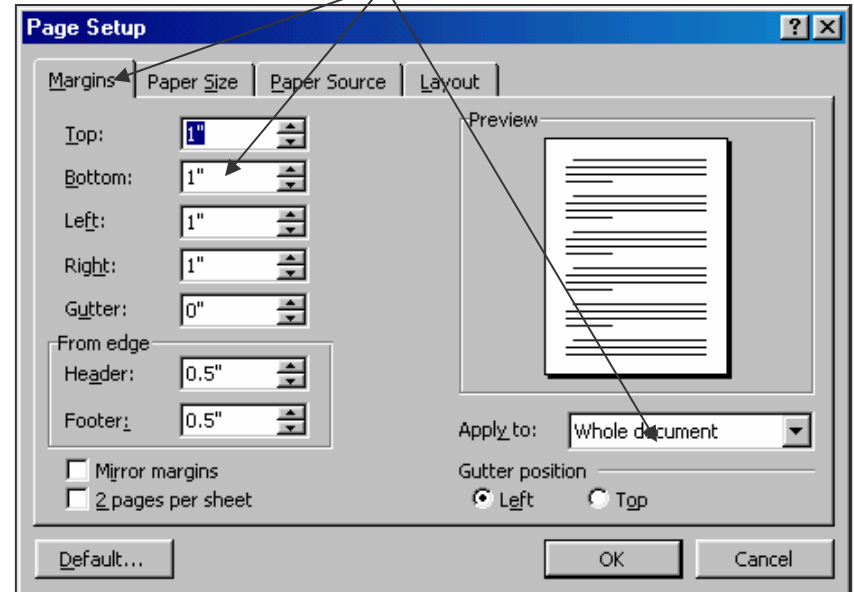 Page Setup
Margins Paper Size Paper Source Layout
Top: 1"
Bottom: 1"
Left: 1"
Right: 1"
Gutter: 0"
From edge
Header: 0.5"
Footer: 0.5"
Mirror margins
2 pages per sheet
Preview
Apply to: Whole document
Gutter position
Left Top
Default... OK Cancel